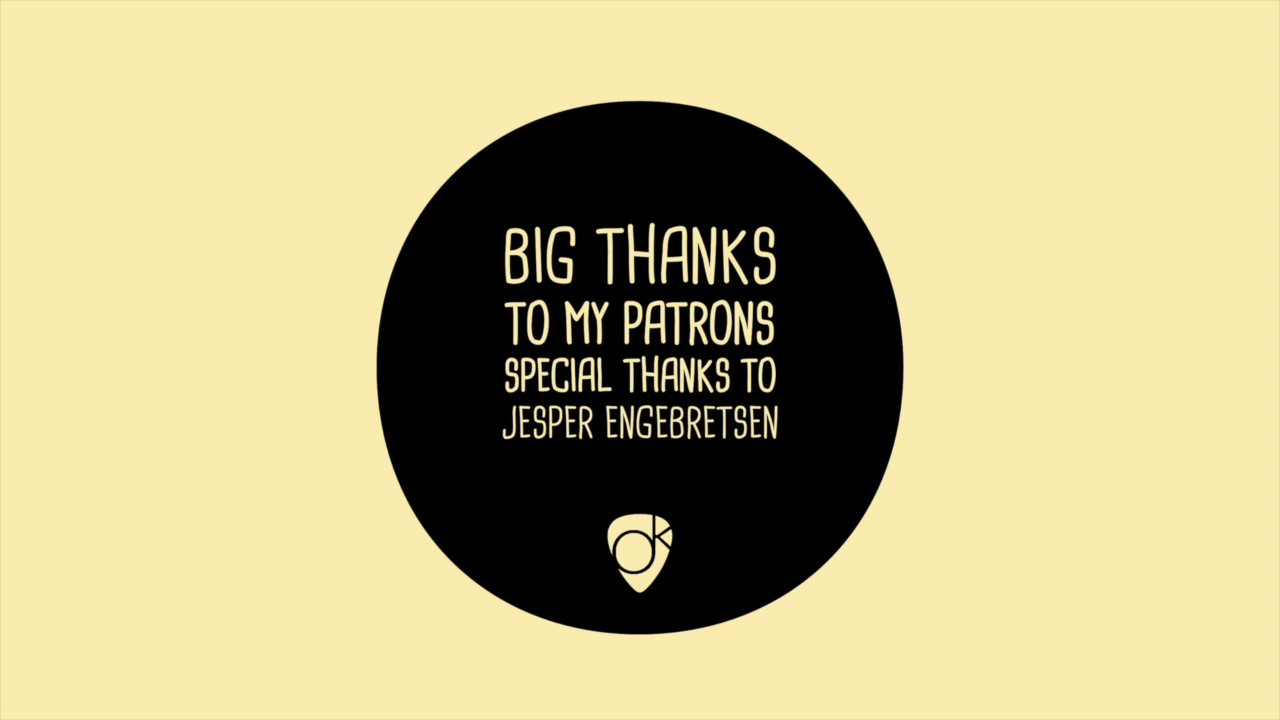 BIG THANKS
TO MY PATRONS
SPECIAL THANKS TO
JESPER ENGEBRETSEN